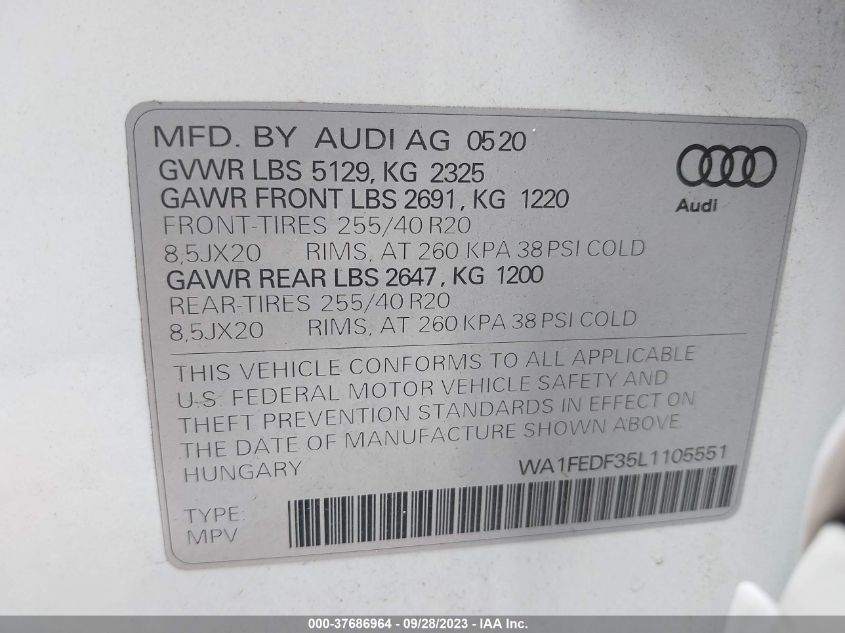 MFD. BY AUDI AG 0520
GVWR LBS 5129, KG 2325
GAWR FRONT LBS 2691, KG 1220
FRONT-TIRES 255/40 R20
8,5JX20 RIMS, AT 260 KPA 38 PSI COLD
GAWR REAR LBS 2647, KG 1200
REAR-TIRES 255/40 R20
8,5JX20 RIMS, AT 260 KPA 38 PSI COLD
Audi
THIS VEHICLE CONFORMS TO ALL APPLICABLE
U.S. FEDERAL MOTOR VEHICLE SAFETY AND
THEFT PREVENTION STANDARDS IN EFFECT ON
THE DATE OF MANUFACTURE SHOWN ABOVE.
HUNGARY WA1FEDF35L1105551
TYPE:
MPV
000-37686964 / 09/28/2023 - IAA Inc.